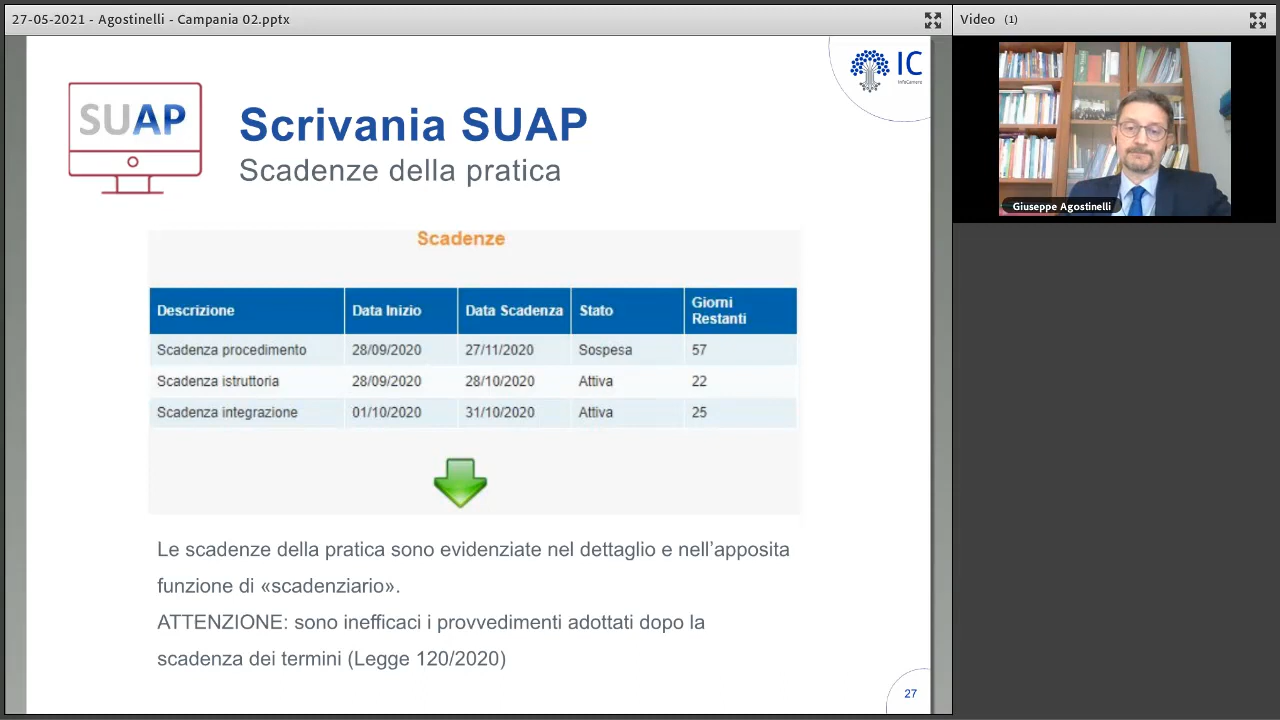 27-05-2021 - Agostinelli - Campania 02.pptx
Video (1)
IC
InfoCamere
SUAP
Scrivania SUAP
Scadenze della pratica
Giuseppe Agostinelli
Scadenze
Descrizione Data Inizio Data Scadenza Stato Giorni Restanti
Scadenza procedimento 28/09/2020 27/11/2020 Sospesa 57
Scadenza istruttoria 28/09/2020 28/10/2020 Attiva 22
Scadenza integrazione 01/10/2020 31/10/2020 Attiva 25
Le scadenze della pratica sono evidenziate nel dettaglio e nell’apposita
funzione di «scadenziario».
ATTENZIONE: sono inefficaci i provvedimenti adottati dopo la
scadenza dei termini (Legge 120/2020)
27